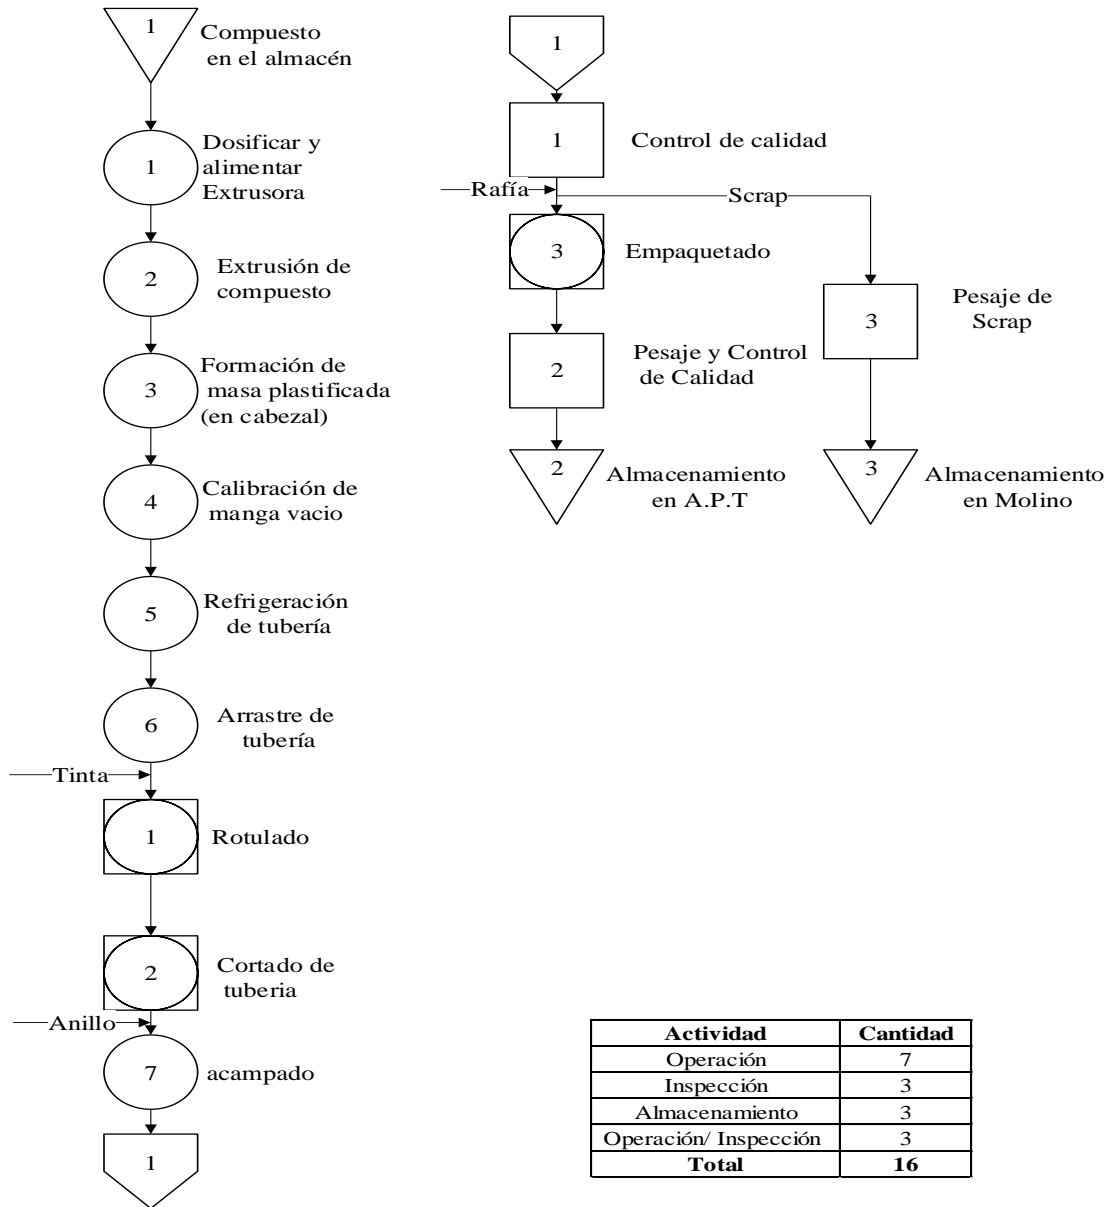 1
Compuesto
en el almacén
1
Dosificar y
alimentar
Extrusora
2
Extrusión de
compuesto
3
Formación de
masa plastificada
(en cabezal)
4
Calibración de
manga vacio
5
Refrigeración
de tubería
6
Arrastre de
tubería
Tinta
1
Rotulado
2
Cortado de
tuberia
Anillo
7
acampado
1
1
1
Control de calidad
Rafía
Scrap
3
Empaquetado
3
Pesaje de
Scrap
2
Pesaje y Control
de Calidad
2
Almacenamiento
en A.P.T
3
Almacenamiento
en Molino
Actividad Cantidad
Operación 7
Inspección 3
Almacenamiento 3
Operación/ Inspección 3
Total 16